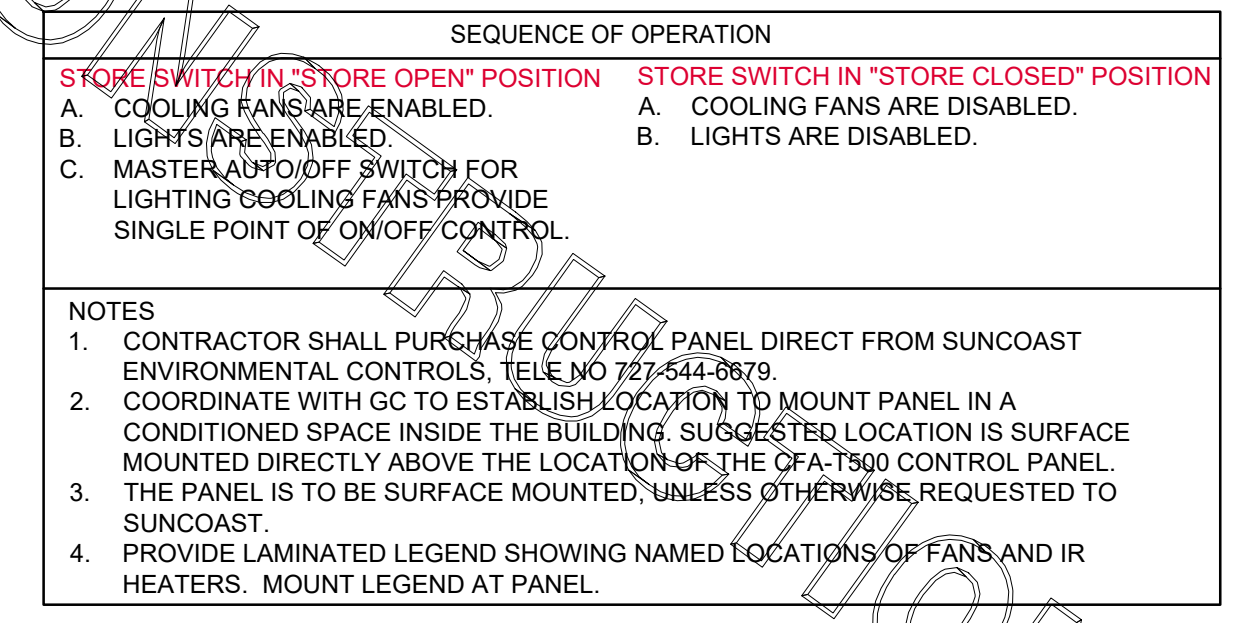 SEQUENCE OF OPERATION
STORE SWITCH IN "STORE OPEN" POSITION
A. COOLING FANS ARE ENABLED.
B. LIGHTS ARE ENABLED.
C. MASTER AUTO/OFF SWITCH FOR
LIGHTING COOLING FANS PROVIDE
SINGLE POINT OF ON/OFF CONTROL.
STORE SWITCH IN "STORE CLOSED" POSITION
A. COOLING FANS ARE DISABLED.
B. LIGHTS ARE DISABLED.
NOTES
1. CONTRACTOR SHALL PURCHASE CONTROL PANEL DIRECT FROM SUNCOAST
ENVIRONMENTAL CONTROLS, TELE NO 727-544-6679.
2. COORDINATE WITH GC TO ESTABLISH LOCATION TO MOUNT PANEL IN A
CONDITIONED SPACE INSIDE THE BUILDING. SUGGESTED LOCATION IS SURFACE
MOUNTED DIRECTLY ABOVE THE LOCATION OF THE CFA-T500 CONTROL PANEL.
3. THE PANEL IS TO BE SURFACE MOUNTED, UNLESS OTHERWISE REQUESTED TO
SUNCOAST.
4. PROVIDE LAMINATED LEGEND SHOWING NAMED LOCATIONS OF FANS AND IR
HEATERS. MOUNT LEGEND AT PANEL.
ONSTRUCTIO